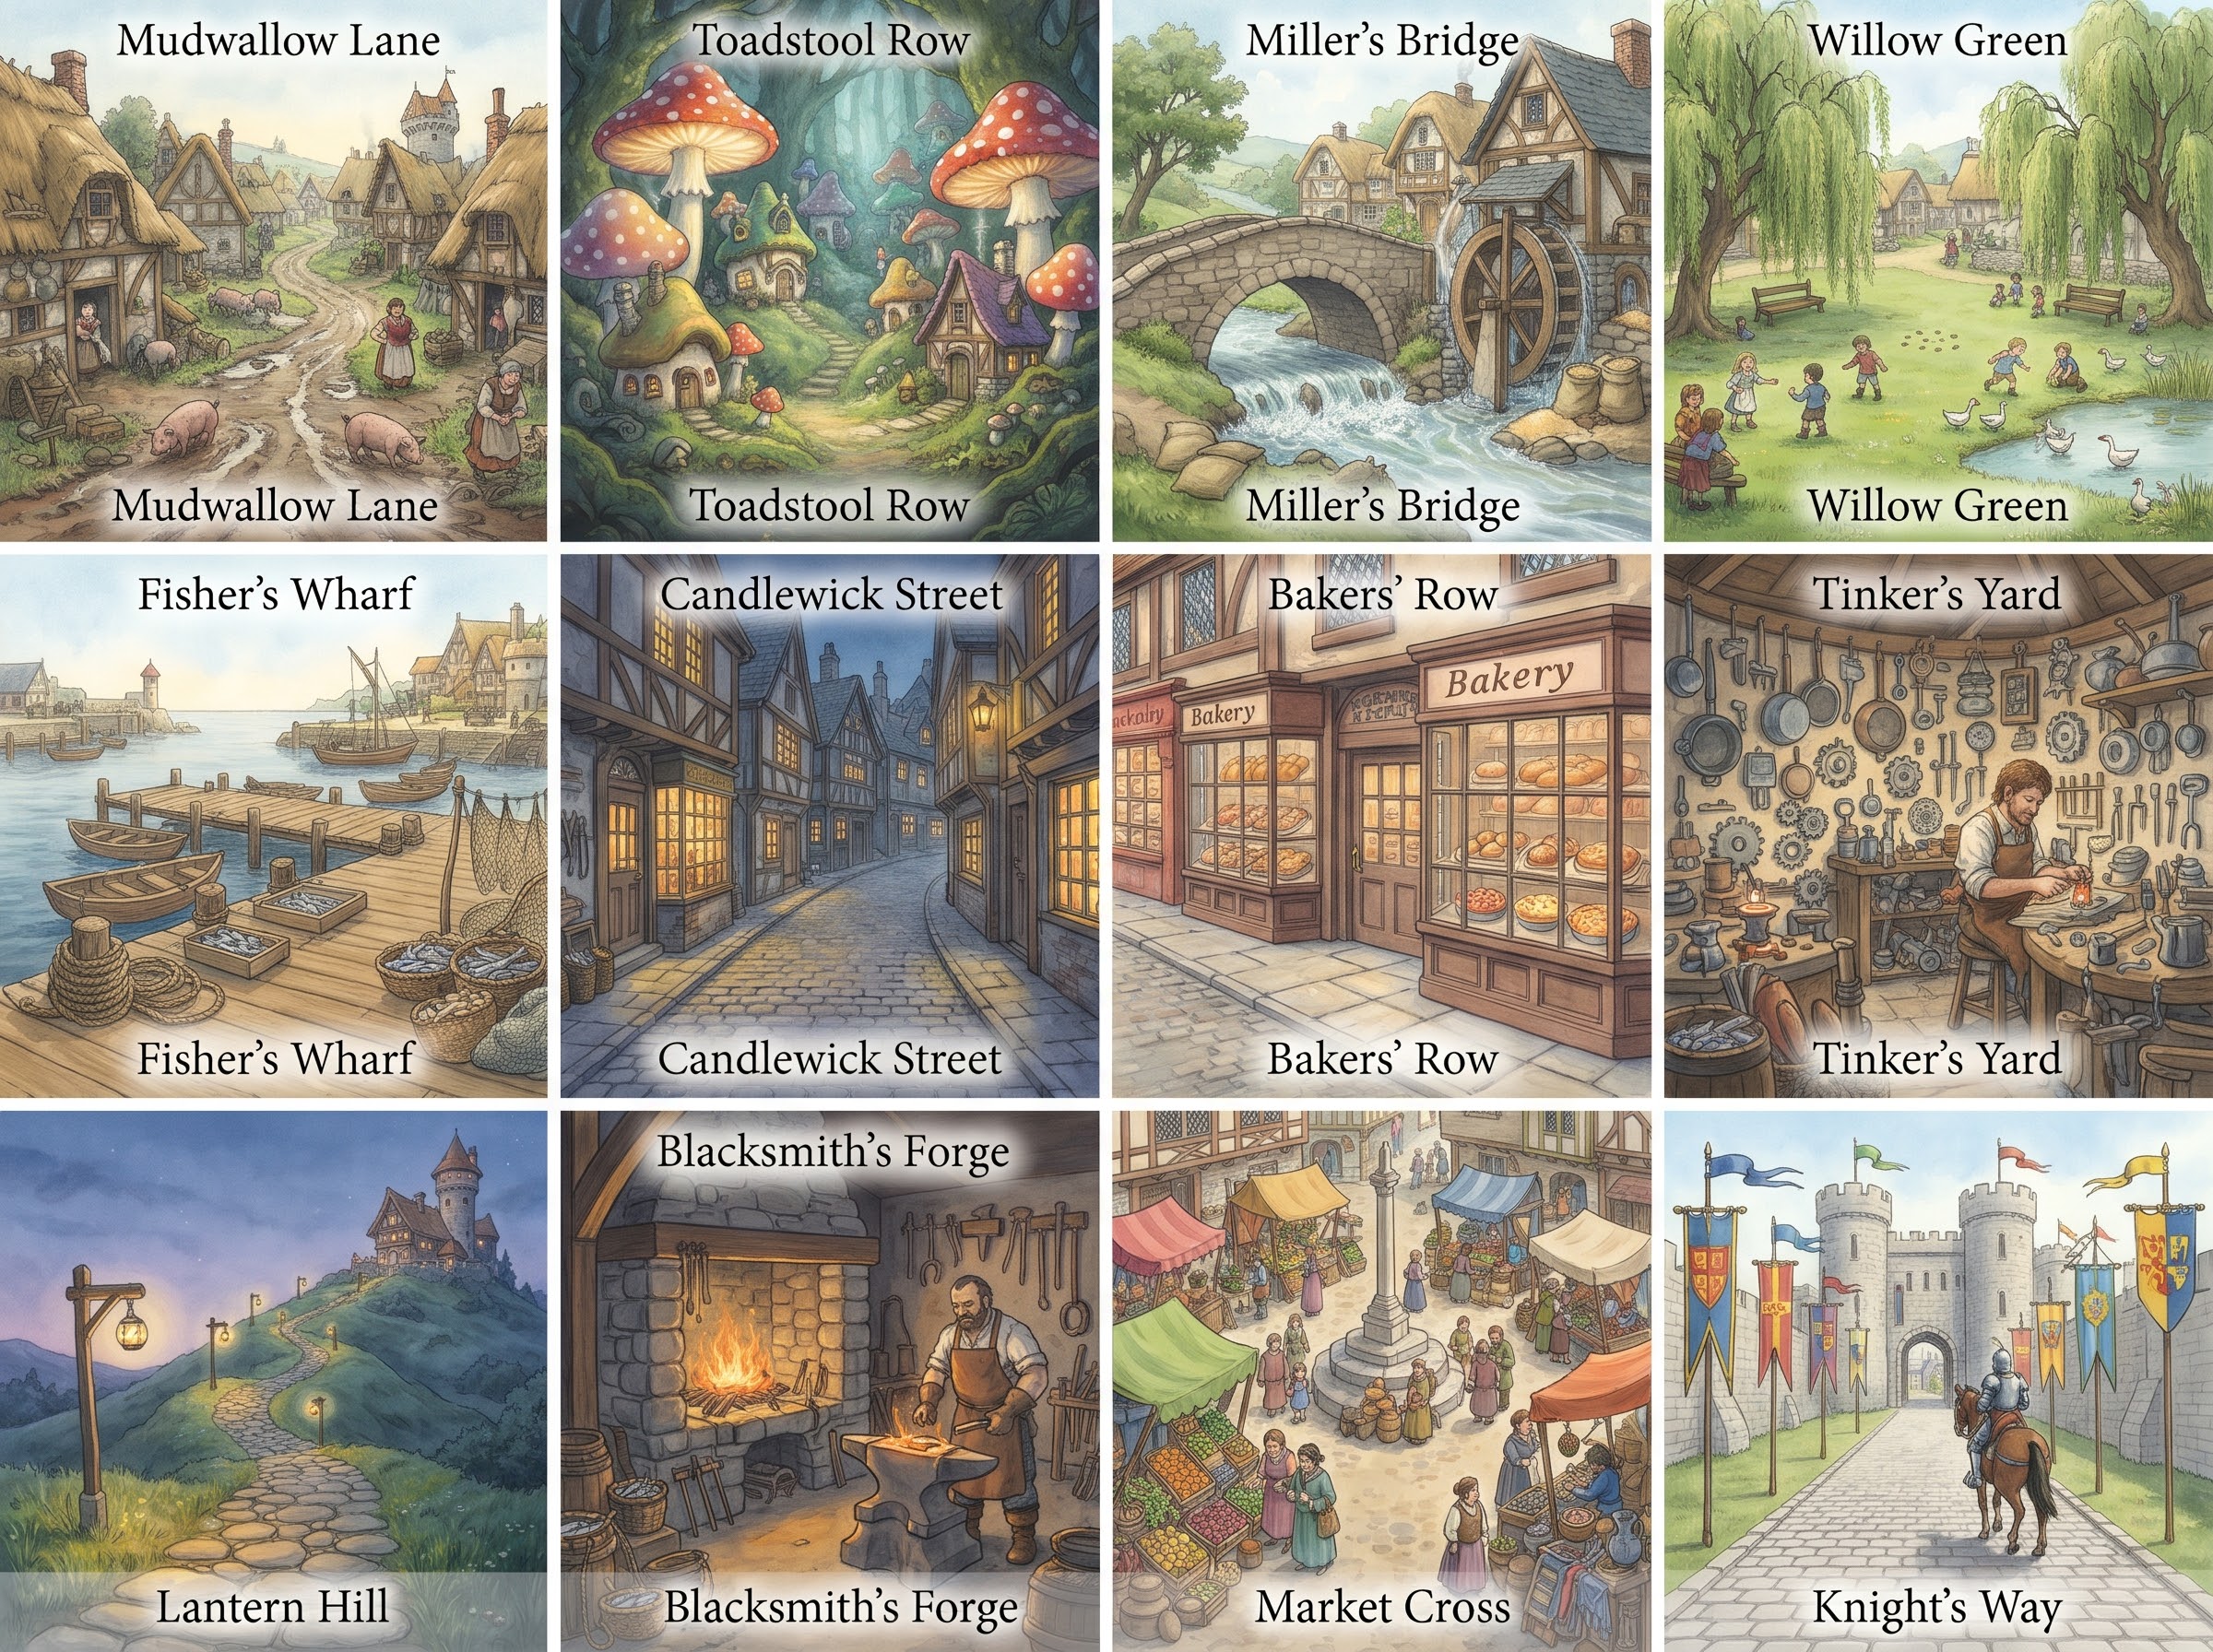 Mudwallow Lane
Mudwallow Lane
Toadstool Row
Toadstool Row
Miller's Bridge
Miller's Bridge
Willow Green
Willow Green
Fisher's Wharf
Fisher's Wharf
Candlewick Street
Candlewick Street
Bakers' Row
Bakery
Bakery
Bakers' Row
Tinker's Yard
Tinker's Yard
Lantern Hill
Blacksmith's Forge
Blacksmith's Forge
Market Cross
Knight's Way